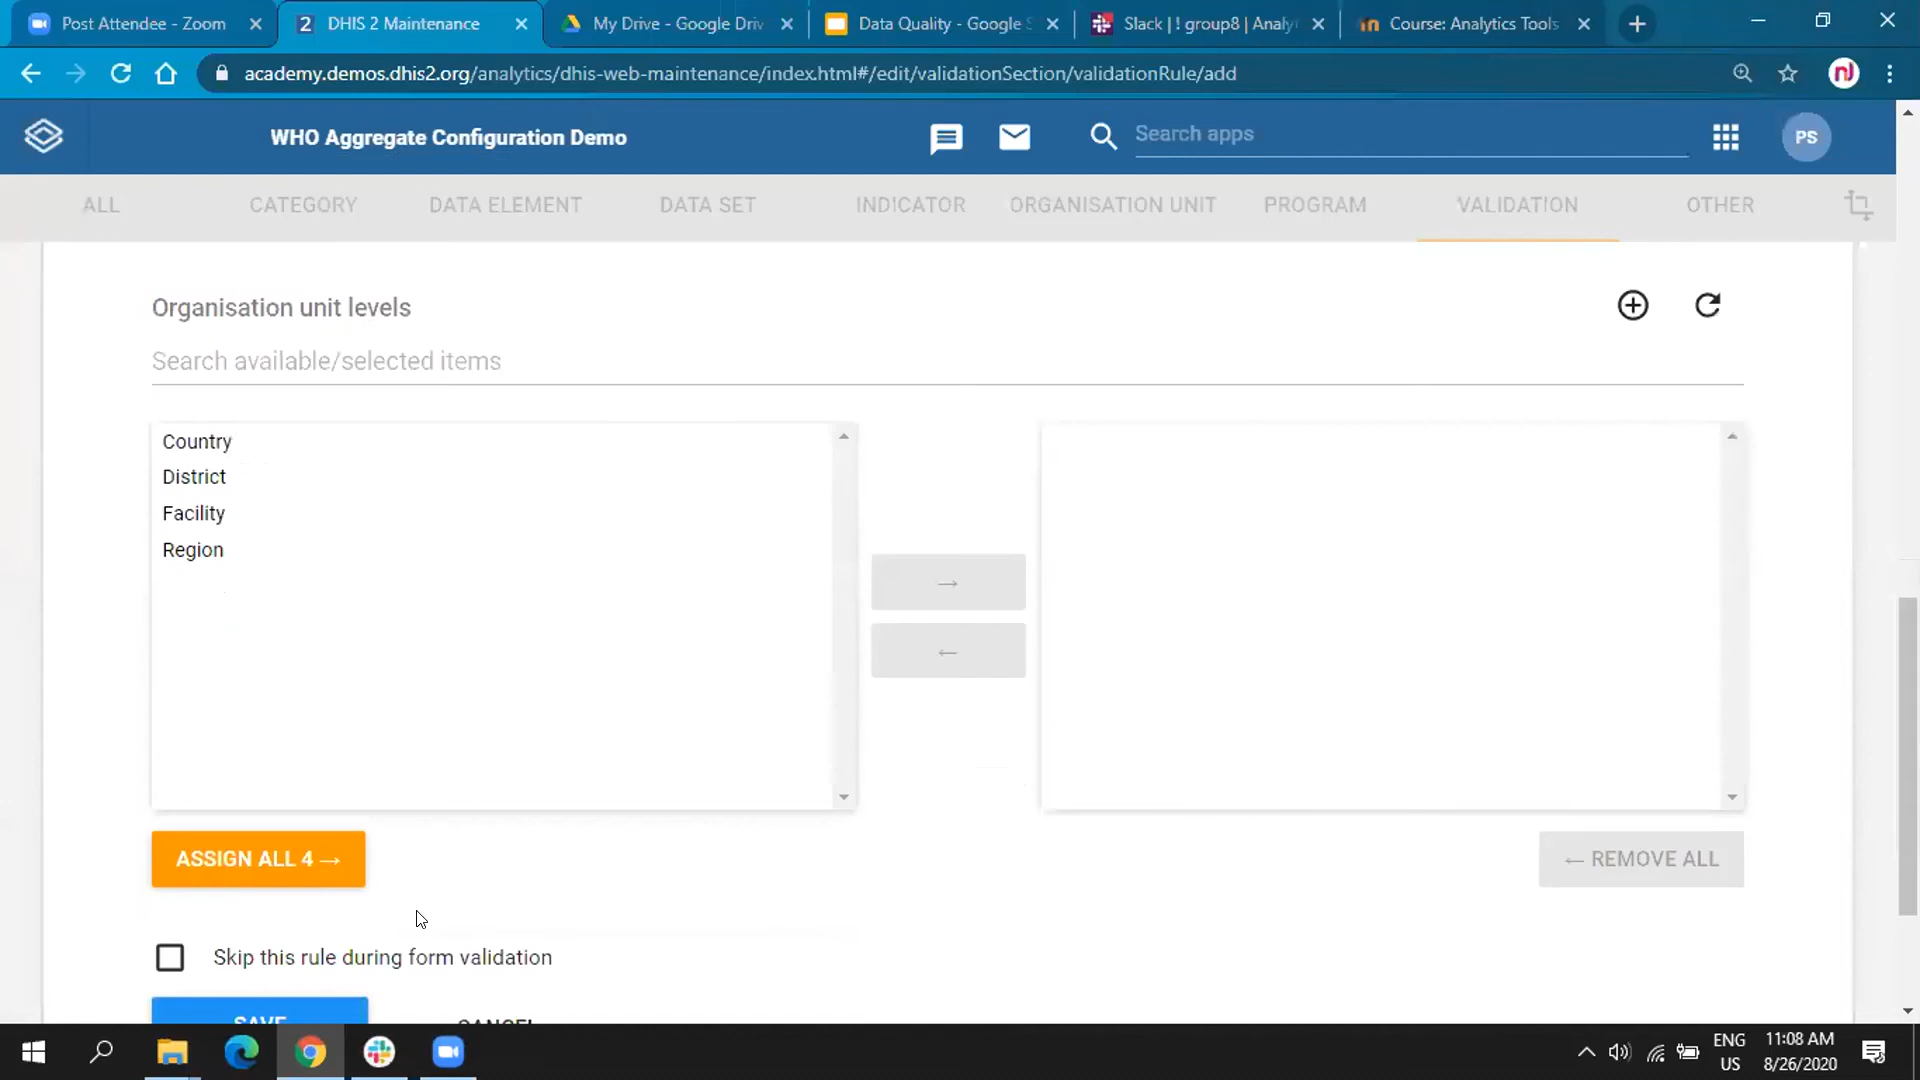 Post Attendee - Zoom
2 DHIS 2 Maintenance
My Drive - Google Driv
Data Quality - Google S
Slack | ! group8 | Analyt
Course: Analytics Tools
academy.demos.dhis2.org/analytics/dhis-web-maintenance/index.html#/edit/validationSection/validationRule/add
WHO Aggregate Configuration Demo
Search apps
PS
ALL CATEGORY DATA ELEMENT DATA SET INDICATOR ORGANISATION UNIT PROGRAM VALIDATION OTHER
Organisation unit levels
Search available/selected items
Country
District
Facility
Region
→
←
ASSIGN ALL 4 →
← REMOVE ALL
Skip this rule during form validation
SAVE CANCEL
ENG
US
11:08 AM
8/26/2020